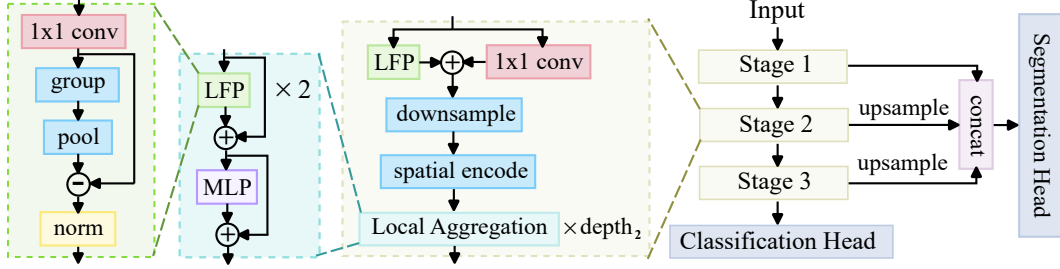 1x1 conv
group
pool
−
norm
LFP
× 2
+
MLP
+
LFP
+
1x1 conv
downsample
spatial encode
Local Aggregation
× depth₂
Input
Stage 1
Stage 2
Stage 3
Classification Head
upsample
upsample
concat
Segmentation Head